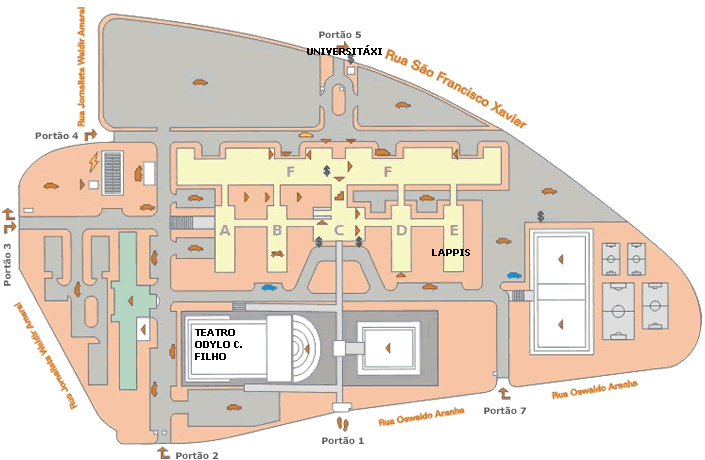 Portão 5
UNIVERSITÁXI
Rua São Francisco Xavier
Rua Jornalista Waldir Amaral
Portão 4
F
F
A
B
C
D
E
LAPPIS
Portão 3
TEATRO
ODYLO C.
FILHO
Rua Jornalista Waldir Amaral
Rua Oswaldo Aranha
Rua Oswaldo Aranha
Portão 7
Portão 1
Portão 2